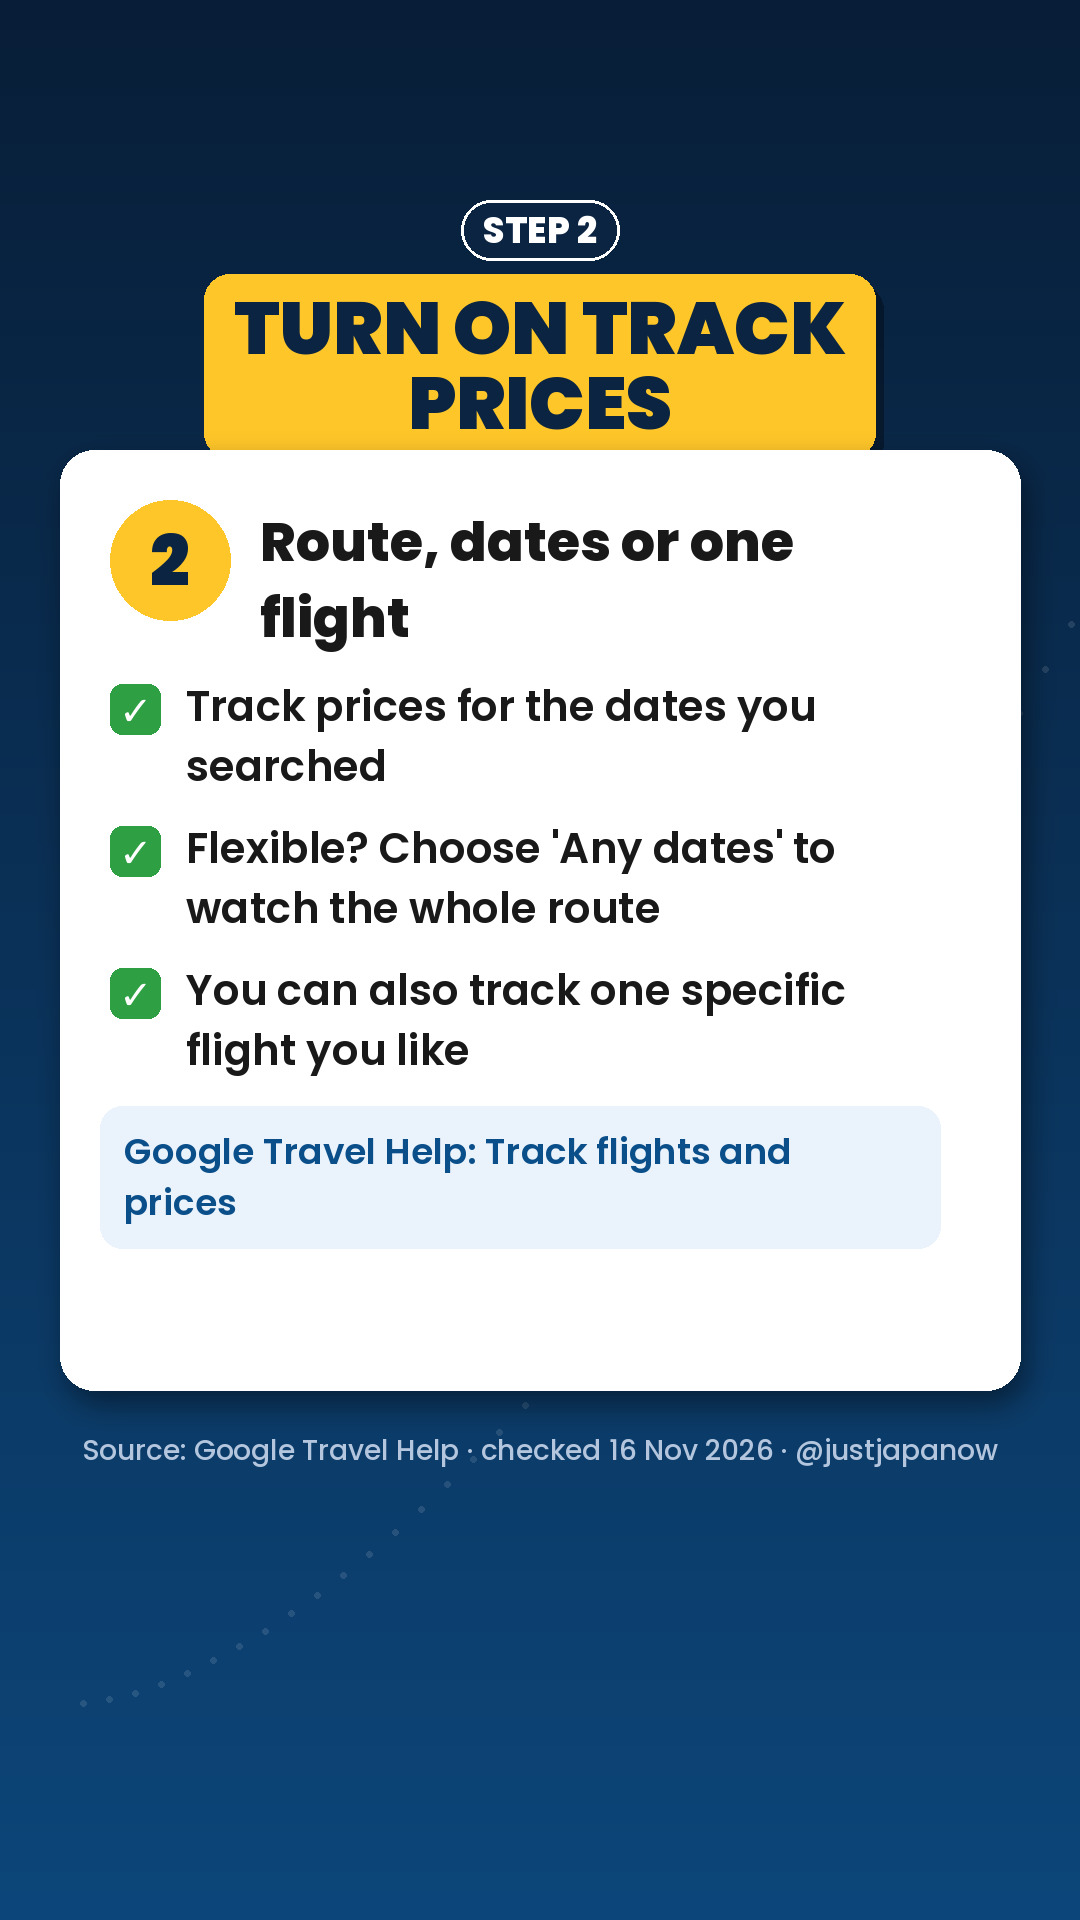 STEP 2
TURN ON TRACK
PRICES
2
Route, dates or one
flight
✓ Track prices for the dates you
searched
✓ Flexible? Choose 'Any dates' to
watch the whole route
✓ You can also track one specific
flight you like
Google Travel Help: Track flights and
prices
Source: Google Travel Help · checked 16 Nov 2026 · @justjapanow